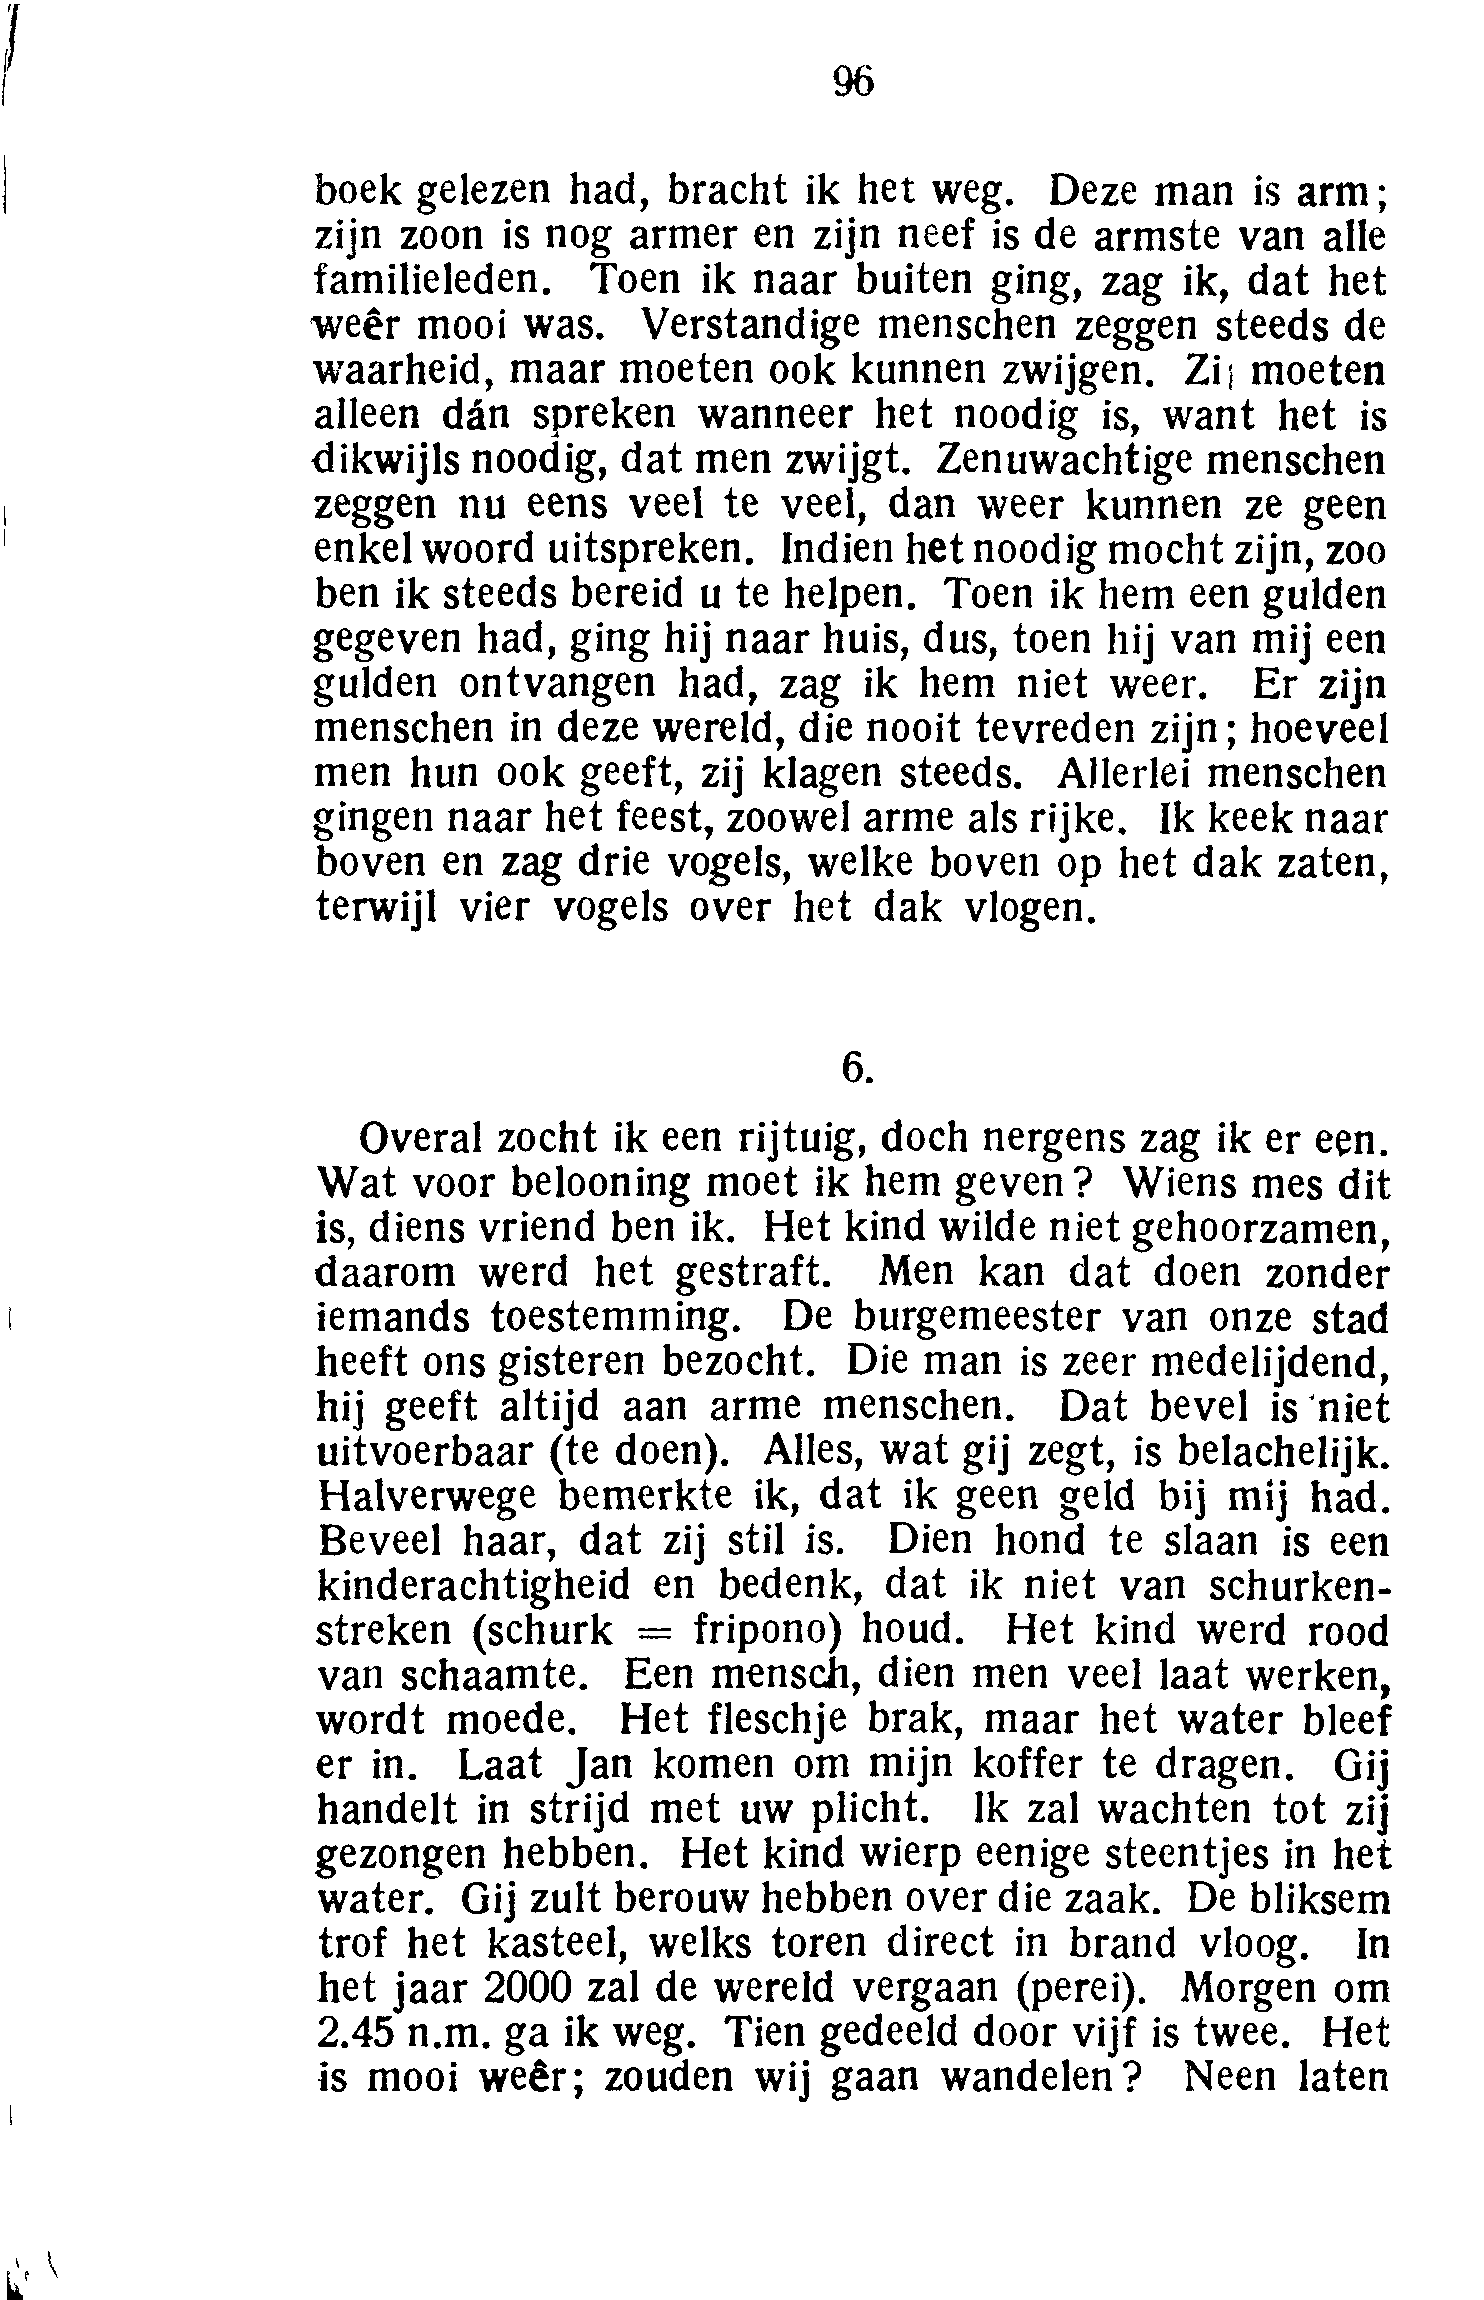 96
boek gelezen had, bracht ik het weg. Deze man is arm;
zijn zoon is nog armer en zijn neef is de armste van alle
familieleden. Toen ik naar buiten ging, zag ik, dat het
weêr mooi was. Verstandige menschen zeggen steeds de
waarheid, maar moeten ook kunnen zwijgen. Zij moeten
alleen dán spreken wanneer het noodig is, want het is
dikwijls noodig, dat men zwijgt. Zenuwachtige menschen
zeggen nu eens veel te veel, dan weer kunnen ze geen
enkel woord uitspreken. Indien het noodig mocht zijn, zoo
ben ik steeds bereid u te helpen. Toen ik hem een gulden
gegeven had, ging hij naar huis, dus, toen hij van mij een
gulden ontvangen had, zag ik hem niet weer. Er zijn
menschen in deze wereld, die nooit tevreden zijn; hoeveel
men hun ook geeft, zij klagen steeds. Allerlei menschen
gingen naar het feest, zoowel arme als rijke. Ik keek naar
boven en zag drie vogels, welke boven op het dak zaten,
terwijl vier vogels over het dak vlogen.
6.
Overal zocht ik een rijtuig, doch nergens zag ik er een.
Wat voor belooning moet ik hem geven? Wiens mes dit
is, diens vriend ben ik. Het kind wilde niet gehoorzamen,
daarom werd het gestraft. Men kan dat doen zonder
iemands toestemming. De burgemeester van onze stad
heeft ons gisteren bezocht. Die man is zeer medelijdend,
hij geeft altijd aan arme menschen. Dat bevel is niet
uitvoerbaar (te doen). Alles, wat gij zegt, is belachelijk.
Halverwege bemerkte ik, dat ik geen geld bij mij had.
Beveel haar, dat zij stil is. Dien hond te slaan is een
kinderachtigheid en bedenk, dat ik niet van schurken-
streken (schurk = fripono) houd. Het kind werd rood
van schaamte. Een mensch, dien men veel laat werken,
wordt moede. Het fleschje brak, maar het water bleef
er in. Laat Jan komen om mijn koffer te dragen. Gij
handelt in strijd met uw plicht. Ik zal wachten tot zij
gezongen hebben. Het kind wierp eenige steentjes in het
water. Gij zult berouw hebben over die zaak. De bliksem
trof het kasteel, welks toren direct in brand vloog. In
het jaar 2000 zal de wereld vergaan (perei). Morgen om
2.45 n.m. ga ik weg. Tien gedeeld door vijf is twee. Het
is mooi weêr; zouden wij gaan wandelen? Neen laten